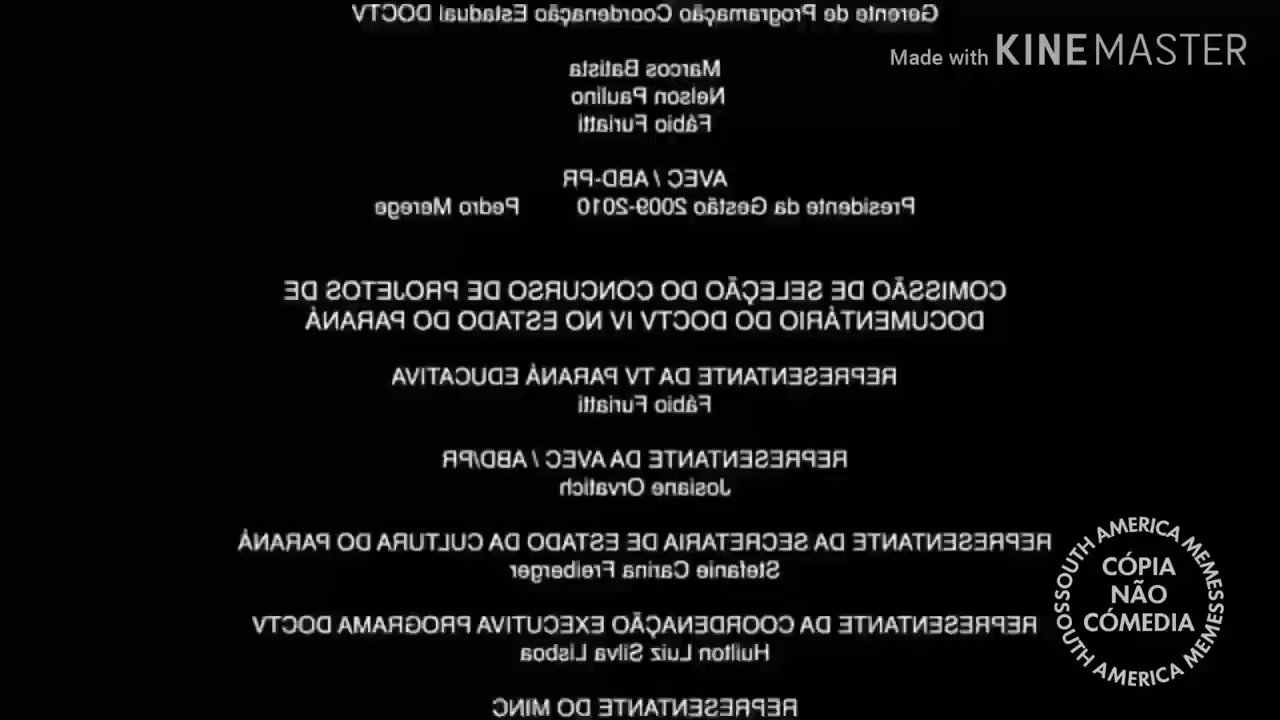 Gerente de Programação Coordenação Estadual DOCTV
Made with KINEMASTER
Marcos Batista
Nelson Paulino
Fábio Furiatti
AVEC / ABD-PR
Presidente da Gestão 2009-2010 Pedro Merege
COMISSÃO DE SELEÇÃO DO CONCURSO DE PROJETOS DE
DOCUMENTÁRIO DO DOCTV IV NO ESTADO DO PARANÁ
REPRESENTANTE DA TV PARANÁ EDUCATIVA
Fábio Furiatti
REPRESENTANTE DA AVEC / ABD/PR
Josiane Orvatich
REPRESENTANTE DA SECRETARIA DE ESTADO DA CULTURA DO PARANÁ
Stefanie Carina Freiberger
REPRESENTANTE DA COORDENAÇÃO EXECUTIVA PROGRAMA DOCTV
Huilton Luiz Silva Lisboa
REPRESENTANTE DO MINC
SOUTH AMERICA MEMES
CÓPIA
NÃO
CÓMEDIA
SOUTH AMERICA MEMES